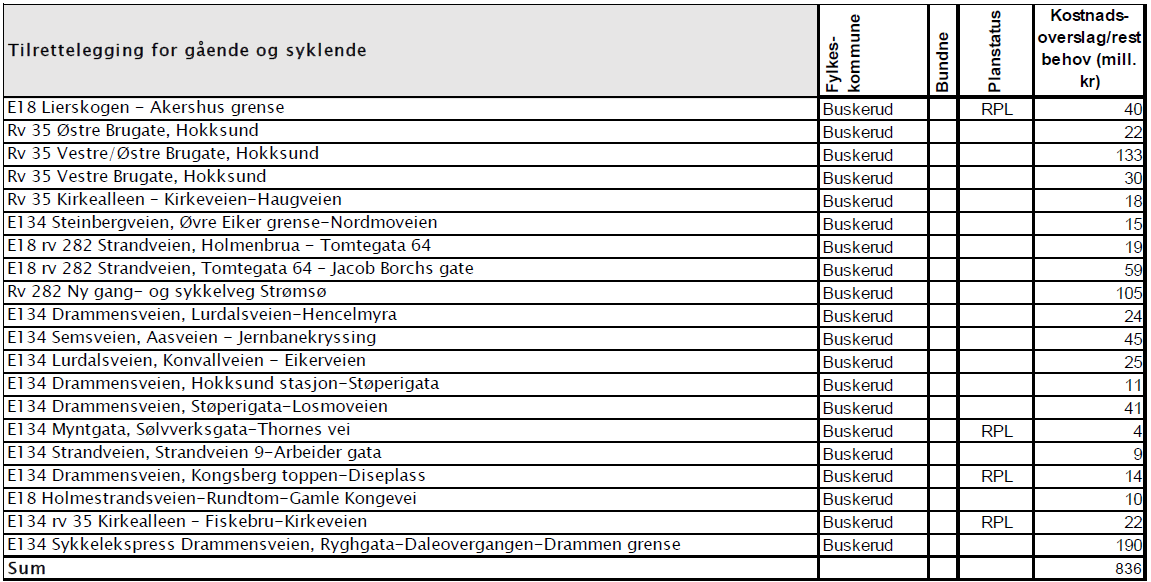 Tilrettelegging for gående og syklende Fylkes- kommune Bundne Planstatus Kostnads- overslag/rest behov (mill. kr)
E18 Lierskogen - Akershus grense Buskerud RPL 40
Rv 35 Østre Brugate, Hokksund Buskerud 22
Rv 35 Vestre/Østre Brugate, Hokksund Buskerud 133
Rv 35 Vestre Brugate, Hokksund Buskerud 30
Rv 35 Kirkealleen - Kirkeveien-Haugveien Buskerud 18
E134 Steinbergveien, Øvre Eiker grense-Nordmoveien Buskerud 15
E18 rv 282 Strandveien, Holmenbrua - Tomtegata 64 Buskerud 19
E18 rv 282 Strandveien, Tomtegata 64 - Jacob Borchs gate Buskerud 59
Rv 282 Ny gang- og sykkelveg Strømsø Buskerud 105
E134 Drammensveien, Lurdalsveien-Hencelmyra Buskerud 24
E134 Semsveien, Aasveien - Jernbanekryssing Buskerud 45
E134 Lurdalsveien, Konvallveien - Eikerveien Buskerud 25
E134 Drammensveien, Hokksund stasjon-Støperigata Buskerud 11
E134 Drammensveien, Støperigata-Losmoveien Buskerud 41
E134 Myntgata, Sølvverksgata-Thornes vei Buskerud RPL 4
E134 Strandveien, Strandveien 9-Arbeider gata Buskerud 9
E134 Drammensveien, Kongsberg toppen-Diseplass Buskerud RPL 14
E18 Holmestrandsveien-Rundtom-Gamle Kongevei Buskerud 10
E134 rv 35 Kirkealleen - Fiskebru-Kirkeveien Buskerud RPL 22
E134 Sykkelekspress Drammensveien, Ryghgata-Daleovergangen-Drammen grense Buskerud 190
Sum 836